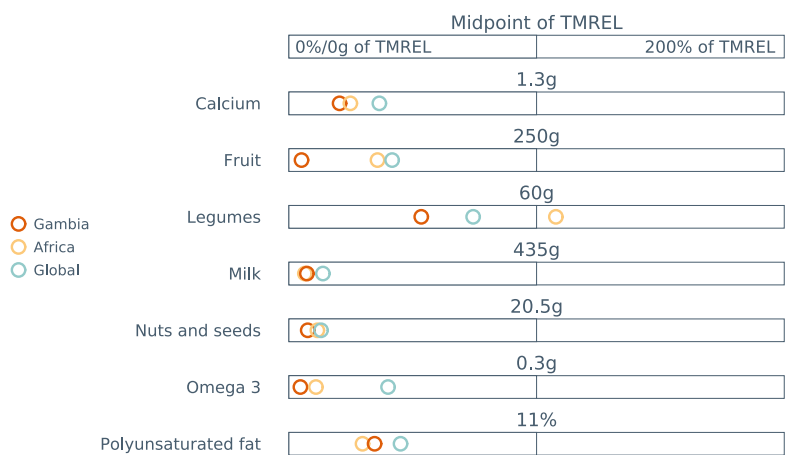 Midpoint of TMREL
0%/0g of TMREL 200% of TMREL
1.3g
Calcium
250g
Fruit
60g
Legumes
Gambia
Africa
Global
435g
Milk
20.5g
Nuts and seeds
0.3g
Omega 3
11%
Polyunsaturated fat